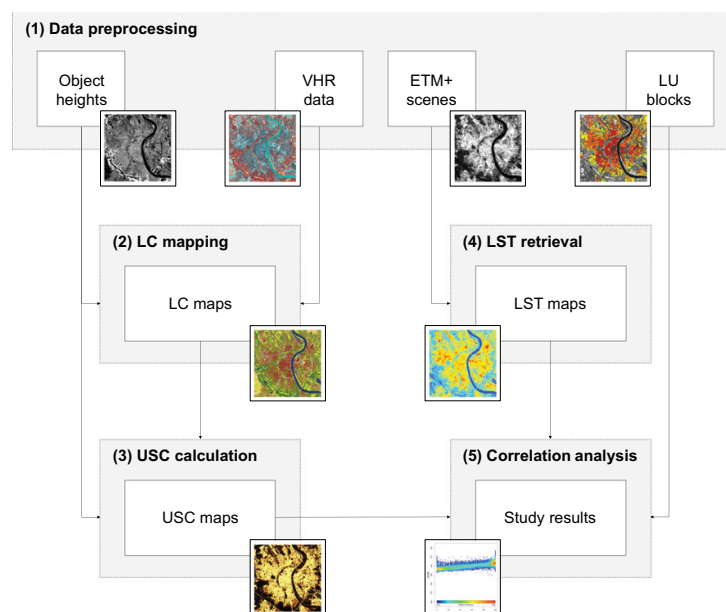 (1) Data preprocessing
Object
heights
VHR
data
ETM+
scenes
LU
blocks
(2) LC mapping
LC maps
(4) LST retrieval
LST maps
(3) USC calculation
USC maps
(5) Correlation analysis
Study results